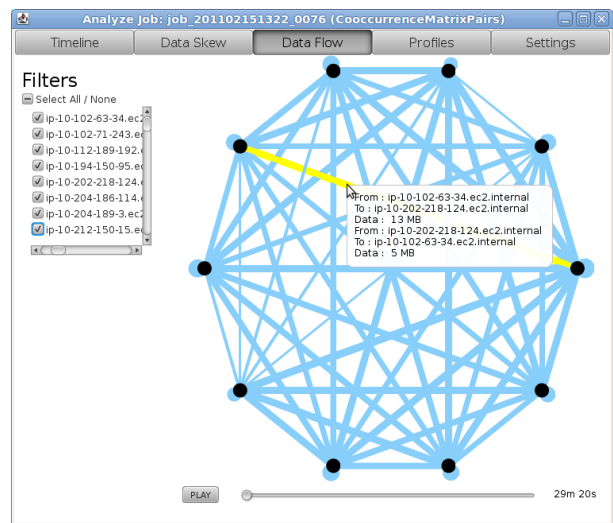 Analyze Job: job_201102151322_0076 (CooccurrenceMatrixPairs)
Timeline
Data Skew
Data Flow
Profiles
Settings
Filters
Select All / None
ip-10-102-63-34.ec2
ip-10-102-71-243.ec
ip-10-112-189-192.
ip-10-194-150-95.ec
ip-10-202-218-124.e
ip-10-204-186-114.
ip-10-204-189-3.ec2
ip-10-212-150-15.ec
From : ip-10-102-63-34.ec2.internal
To : ip-10-202-218-124.ec2.internal
Data : 13 MB
From : ip-10-202-218-124.ec2.internal
To : ip-10-102-63-34.ec2.internal
Data : 5 MB
PLAY
29m 20s